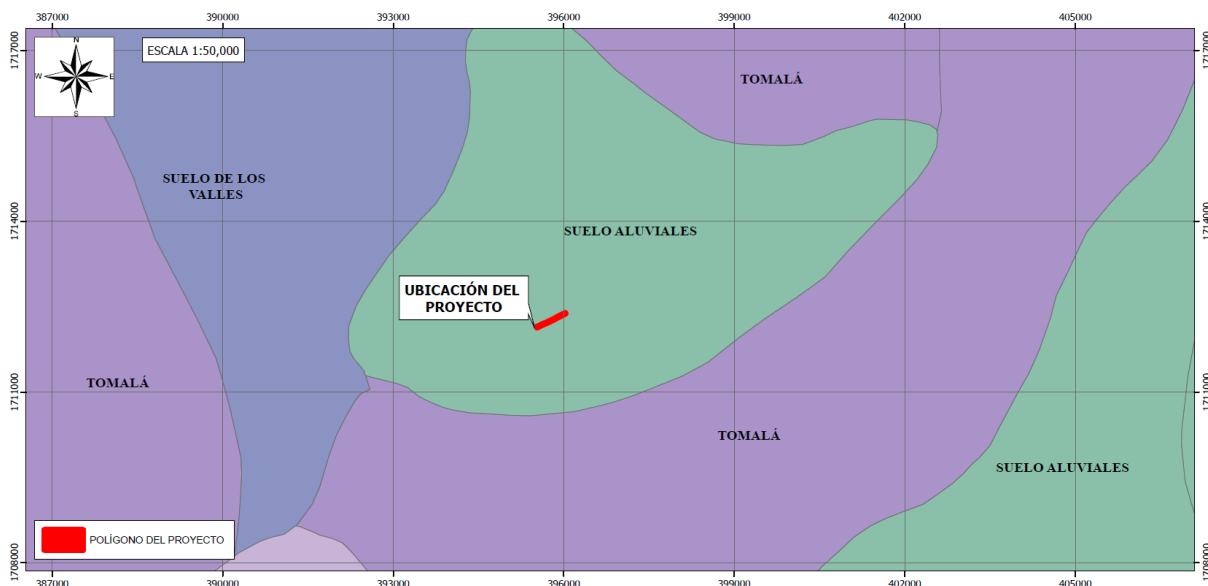 387000 390000 393000 396000 399000 402000 405000
1717000
1717000
N
W E
S
ESCALA 1:50,000
TOMALÁ
SUELO DE LOS
VALLES
1714000
1714000
SUELO ALUVIALES
UBICACIÓN DEL
PROYECTO
TOMALÁ
1711000
1711000
TOMALÁ
SUELO ALUVIALES
POLÍGONO DEL PROYECTO
1708000
1708000
387000 390000 393000 396000 399000 402000 405000